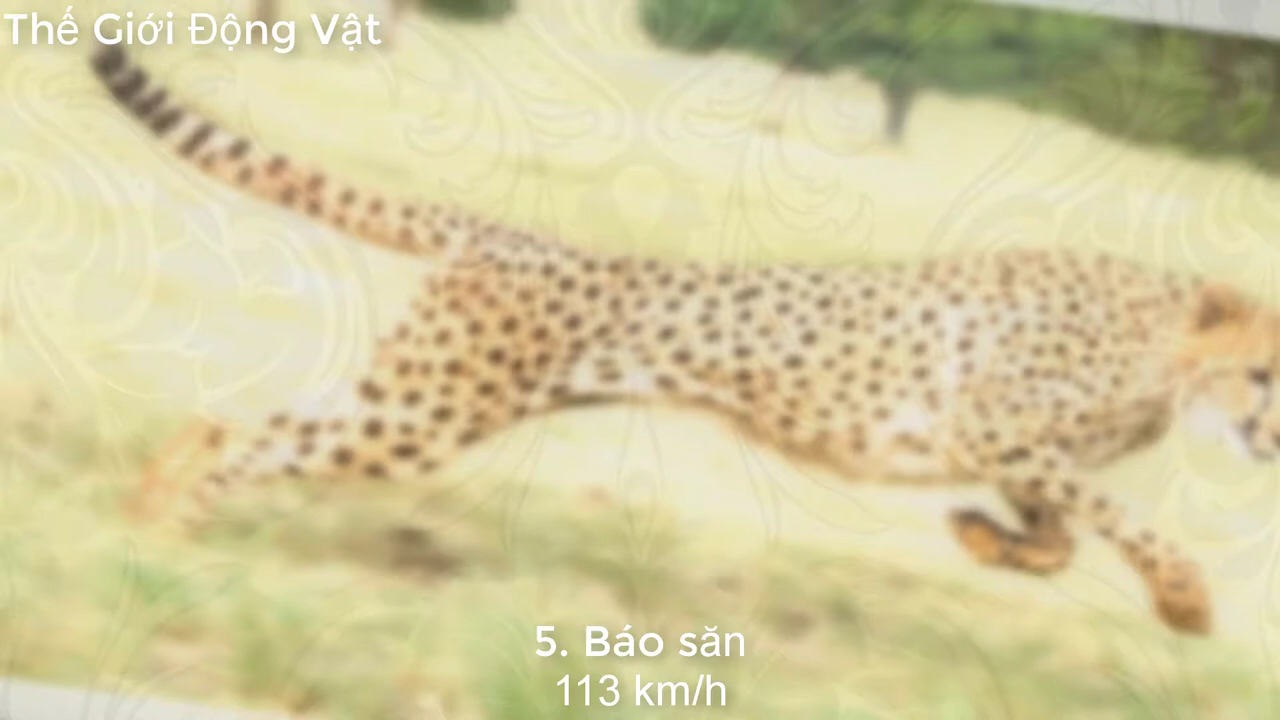 Thế Giới Động Vật
5. Báo săn
113 km/h